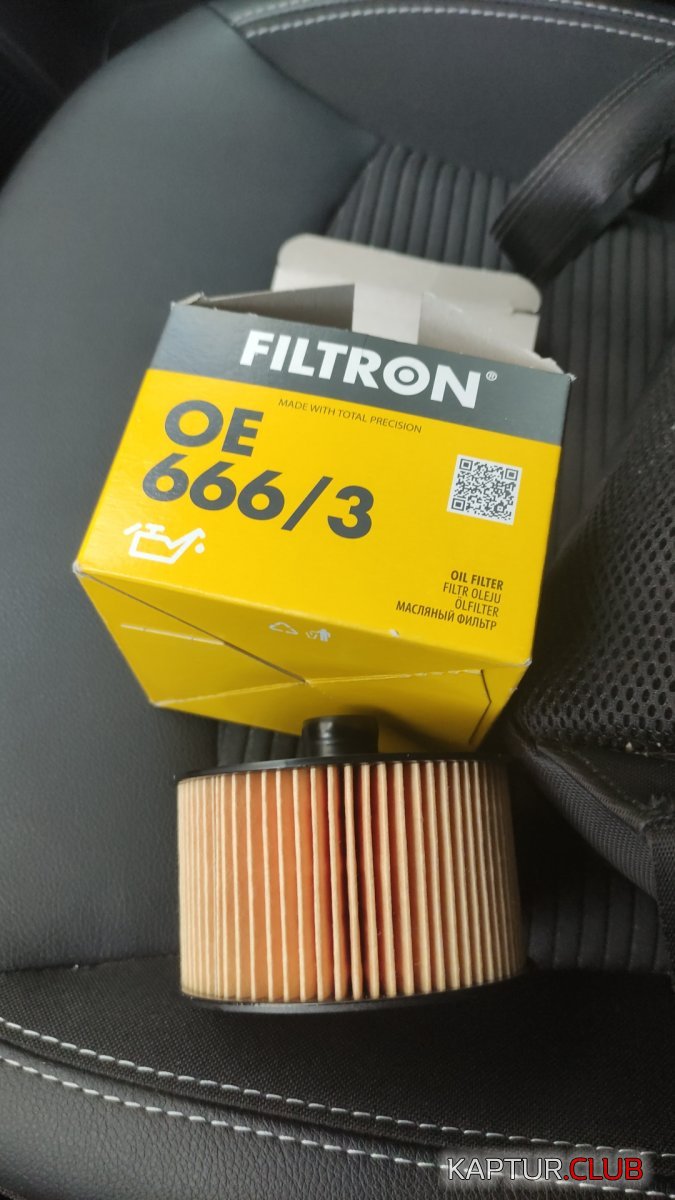 FILTRON®
MADE WITH TOTAL PRECISION
OE
666/3
OIL FILTER
FILTR OLEJU
ÖLFILTER
МАСЛЯНЫЙ ФИЛЬТР
KAPTUR.CLUB